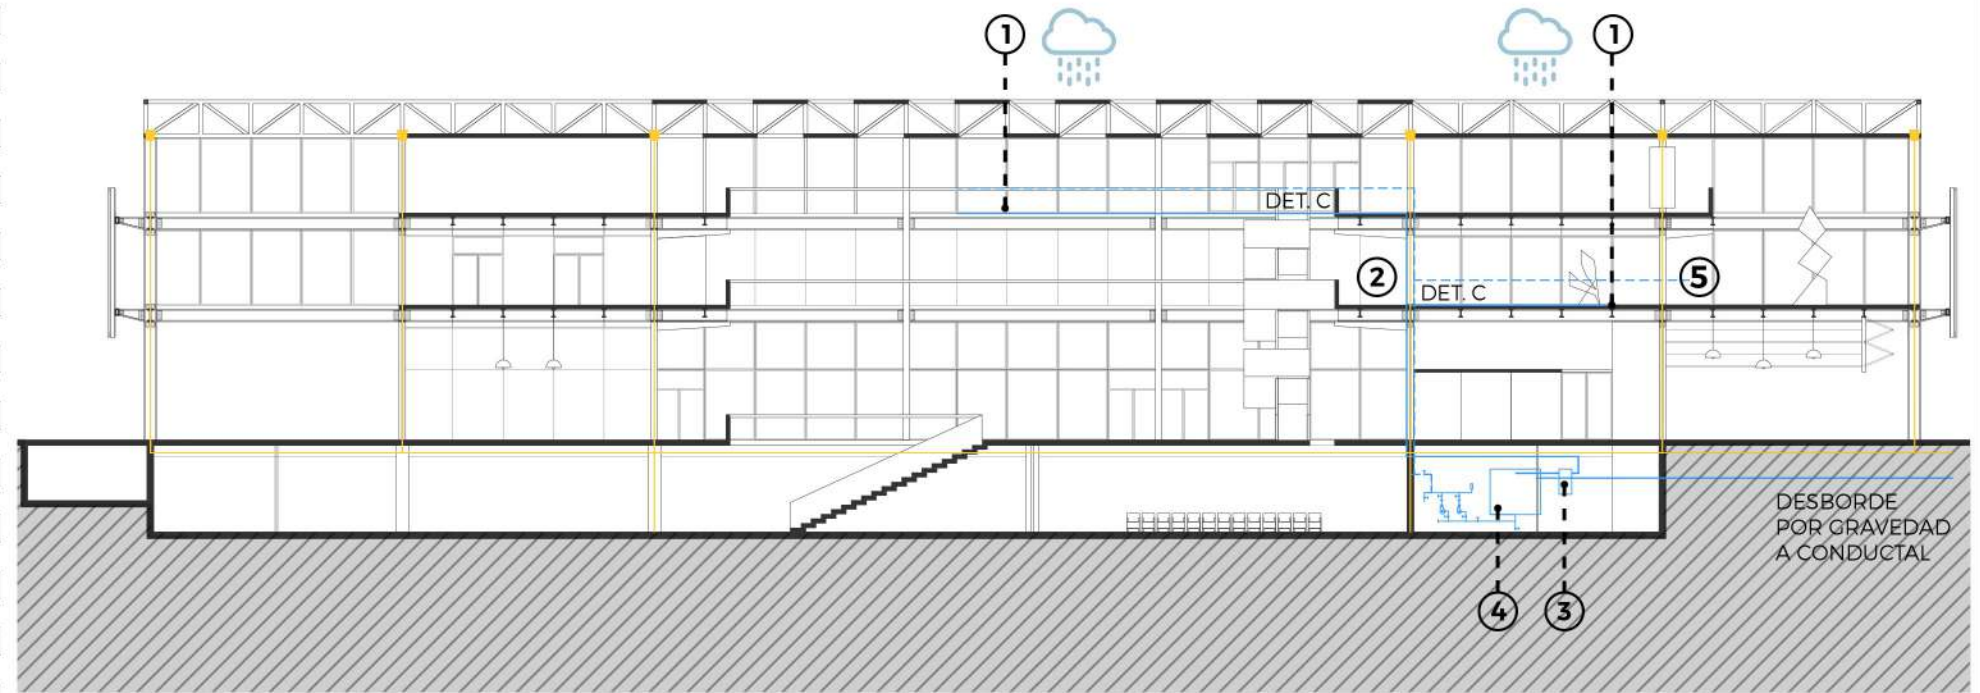 1
1
DET. C
2
5
DET. C
DESBORDE
POR GRAVEDAD
A CONDUCTAL
4
3